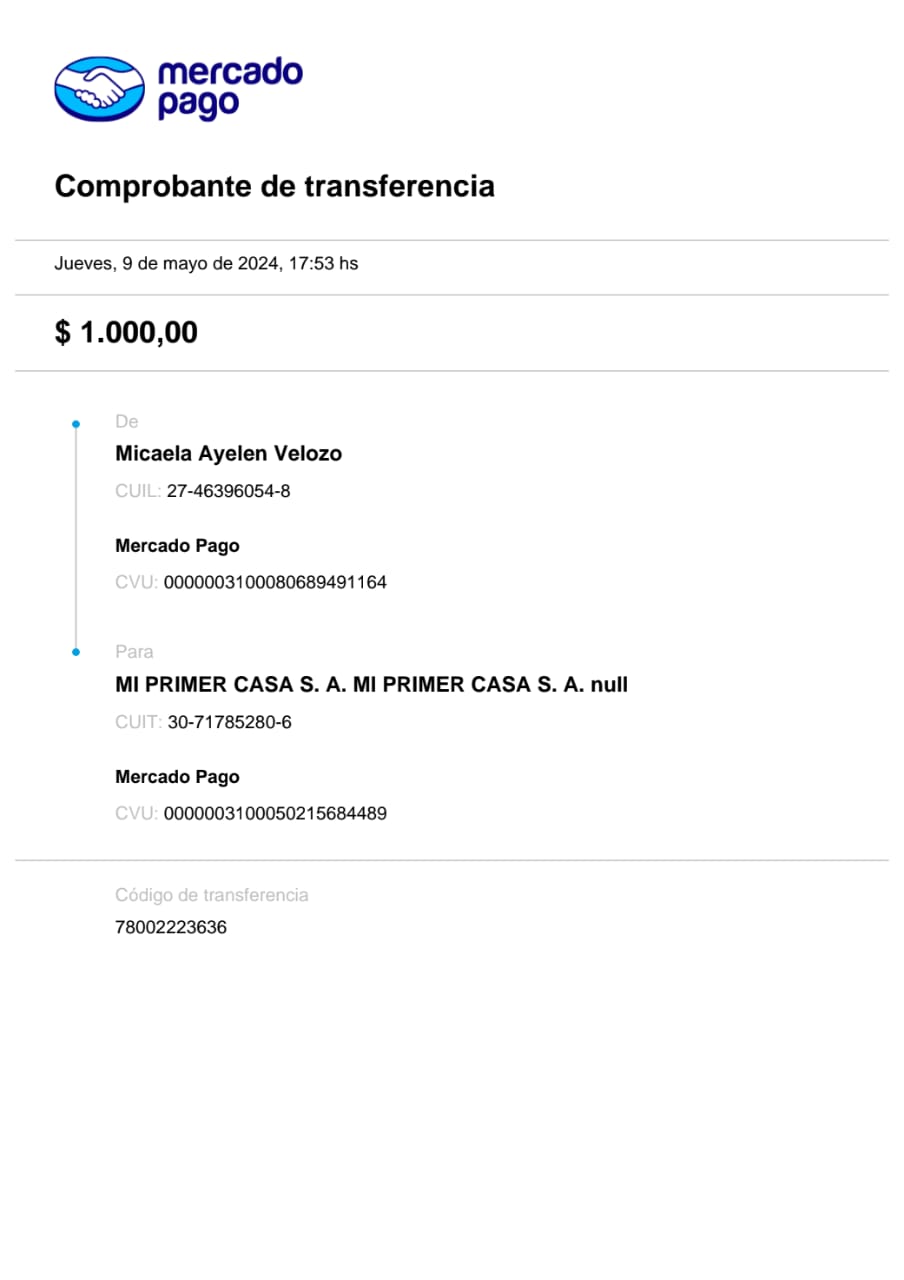 mercado
pago
Comprobante de transferencia
Jueves, 9 de mayo de 2024, 17:53 hs
$ 1.000,00
De
Micaela Ayelen Velozo
CUIL: 27-46396054-8
Mercado Pago
CVU: 0000003100080689491164
Para
MI PRIMER CASA S. A. MI PRIMER CASA S. A. null
CUIT: 30-71785280-6
Mercado Pago
CVU: 0000003100050215684489
Código de transferencia
78002223636